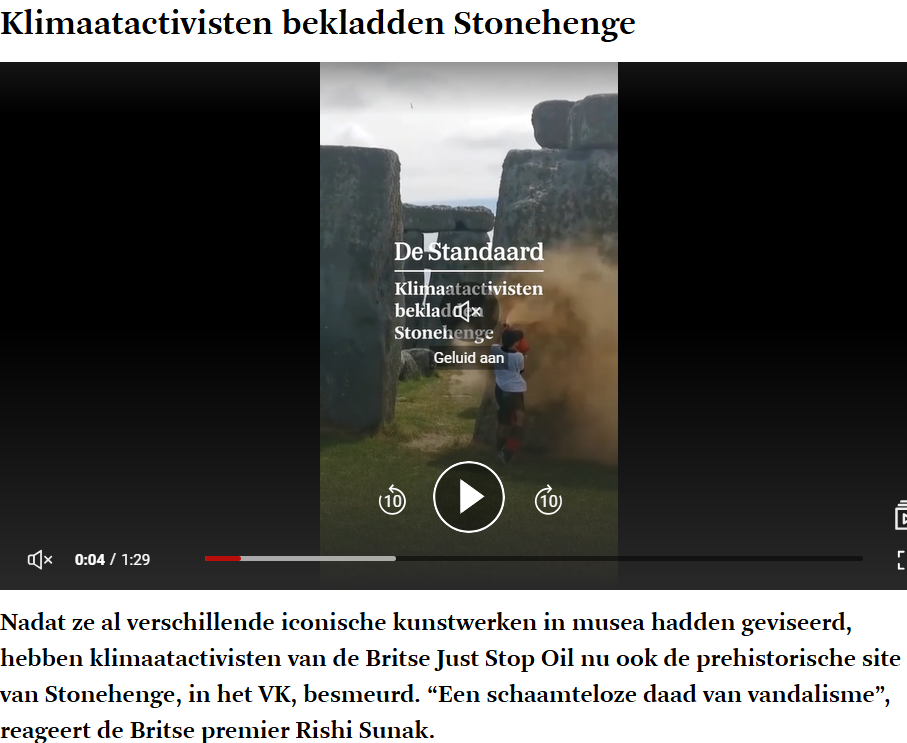 Klimaatactivisten bekladden Stonehenge
De Standaard
Klimaatactivisten
bekladden
Stonehenge
Geluid aan
10
10
0:04 / 1:29
Nadat ze al verschillende iconische kunstwerken in musea hadden geviseerd,
hebben klimaatactivisten van de Britse Just Stop Oil nu ook de prehistorische site
van Stonehenge, in het VK, besmeurd. “Een schaamteloze daad van vandalisme”,
reageert de Britse premier Rishi Sunak.